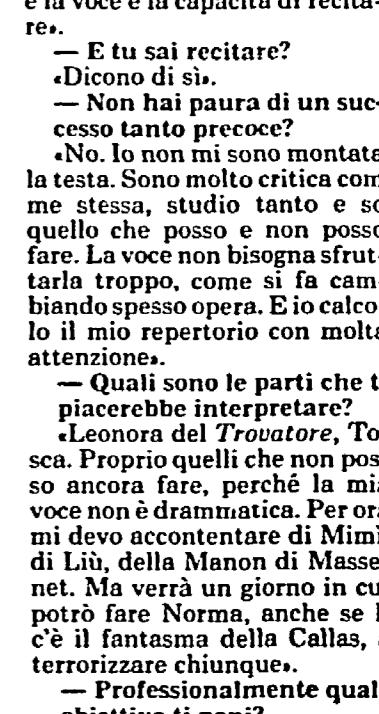 e la voce e la capacità di recita-
re».
— E tu sai recitare?
«Dicono di sì».
— Non hai paura di un suc-
cesso tanto precoce?
«No. Io non mi sono montata
la testa. Sono molto critica con
me stessa, studio tanto e so
quello che posso e non posso
fare. La voce non bisogna sfrut-
tarla troppo, come si fa cam-
biando spesso opera. E io calco-
lo il mio repertorio con molta
attenzione».
— Quali sono le parti che t
piacerebbe interpretare?
«Leonora del Trovatore, To-
sca. Proprio quelli che non pos-
so ancora fare, perché la mia
voce non è drammatica. Per ora
mi devo accontentare di Mimì
di Liù, della Manon di Masse-
net. Ma verrà un giorno in cu
potrò fare Norma, anche se l
c'è il fantasma della Callas,
terrorizzare chiunque».
— Professionalmente qual
obiettivo ti poni?